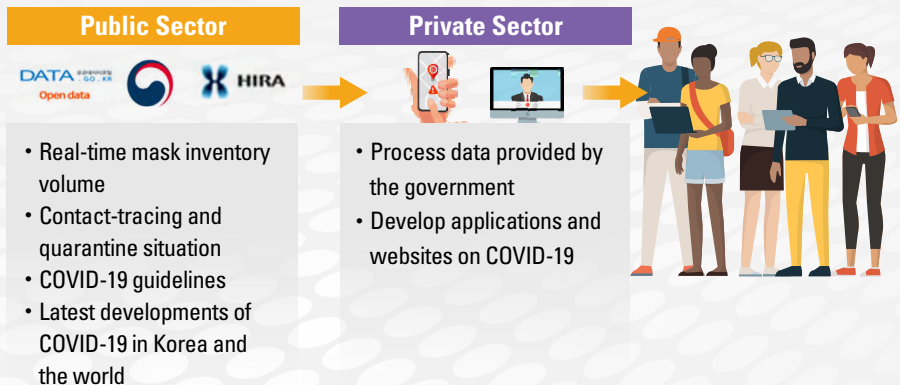 Public Sector
DATA
.GO.KR
Open data
HIRA
• Real-time mask inventory
volume
• Contact-tracing and
quarantine situation
• COVID-19 guidelines
• Latest developments of
COVID-19 in Korea and
the world
Private Sector
• Process data provided by
the government
• Develop applications and
websites on COVID-19